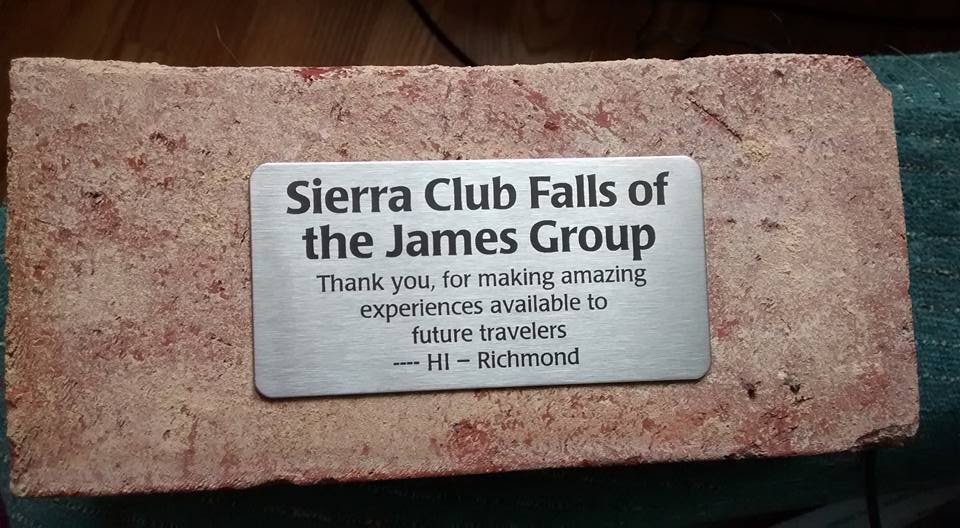 Sierra Club Falls of
the James Group
Thank you, for making amazing
experiences available to
future travelers
---- HI – Richmond